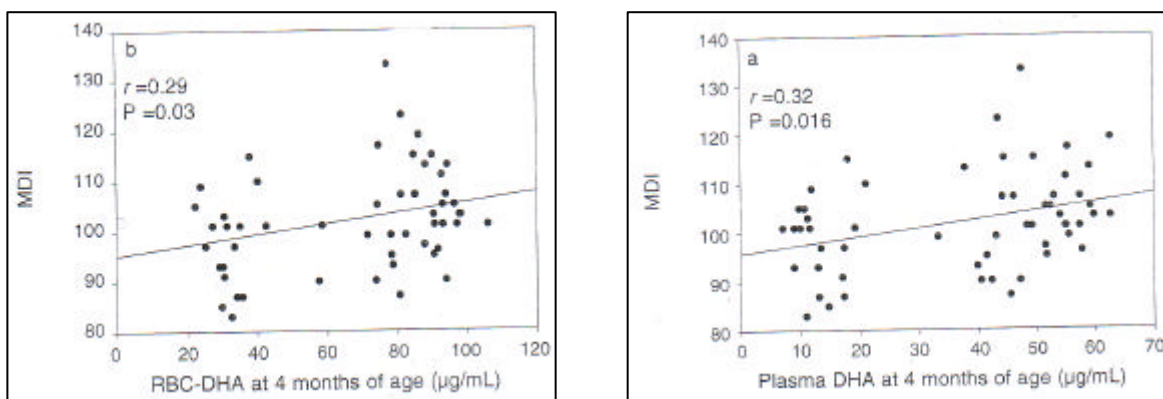 140
130
120
110
100
90
80
MDI
b
r =0.29
P =0.03
0 20 40 60 80 100 120
RBC-DHA at 4 months of age (µg/mL)
140
130
120
110
100
90
80
MDI
a
r =0.32
P =0.016
0 10 20 30 40 50 60 70
Plasma DHA at 4 months of age (µg/mL)